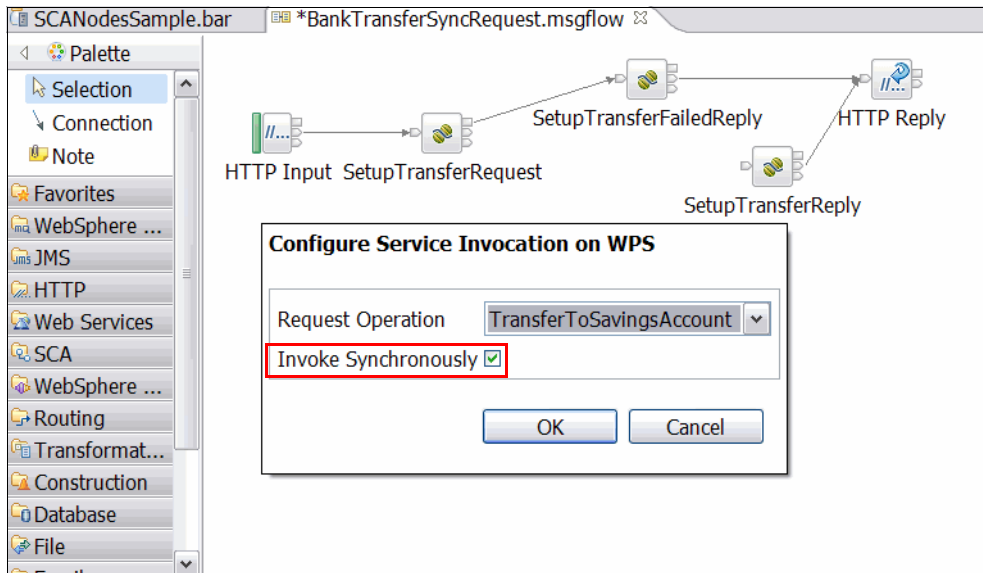 SCANodesSample.bar
*BankTransferSyncRequest.msgflow
Palette
Selection
Connection
Note
Favorites
WebSphere ...
JMS
HTTP
Web Services
SCA
WebSphere ...
Routing
Transformat...
Construction
Database
File
HTTP Input
SetupTransferRequest
SetupTransferFailedReply
HTTP Reply
SetupTransferReply
Configure Service Invocation on WPS
Request Operation TransferToSavingsAccount
Invoke Synchronously
OK Cancel